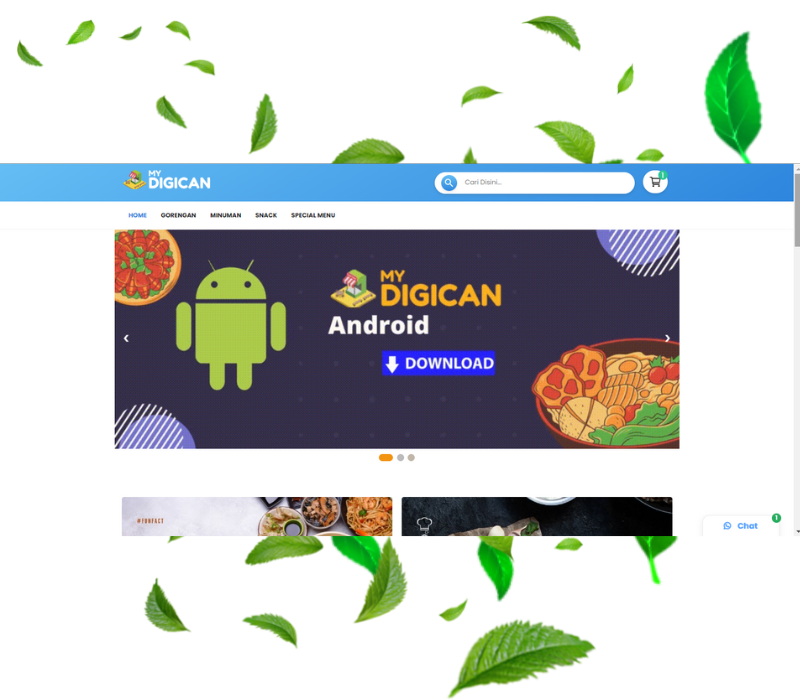 MY
DIGICAN
Cari Disini...
1
HOME GORENGAN MINUMAN SNACK SPECIAL MENU
MY
DIGICAN
Android
DOWNLOAD
#FUNFACT
Chat
1